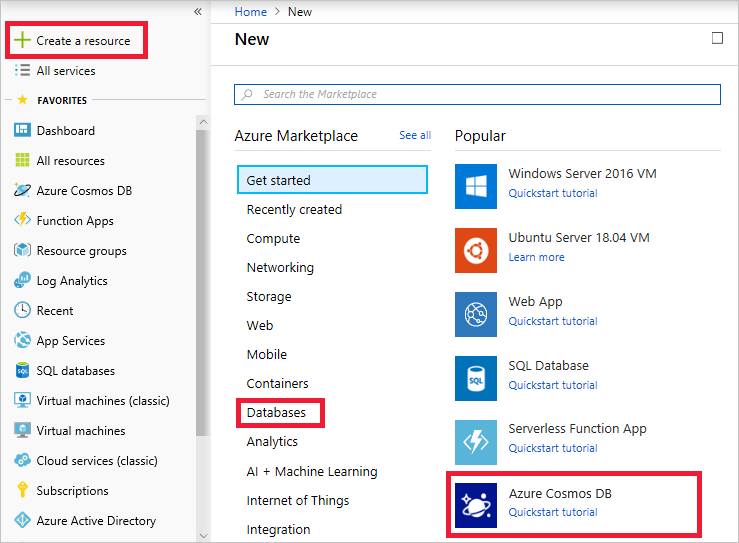 «
Create a resource
All services
FAVORITES
Dashboard
All resources
Azure Cosmos DB
Function Apps
Resource groups
Log Analytics
Recent
App Services
SQL databases
Virtual machines (classic)
Virtual machines
Cloud services (classic)
Subscriptions
Azure Active Directory
Home > New
New
Search the Marketplace
Azure Marketplace See all
Get started
Recently created
Compute
Networking
Storage
Web
Mobile
Containers
Databases
Analytics
AI + Machine Learning
Internet of Things
Integration
Popular
Windows Server 2016 VM
Quickstart tutorial
Ubuntu Server 18.04 VM
Learn more
Web App
Quickstart tutorial
SQL
SQL Database
Quickstart tutorial
Serverless Function App
Quickstart tutorial
Azure Cosmos DB
Quickstart tutorial